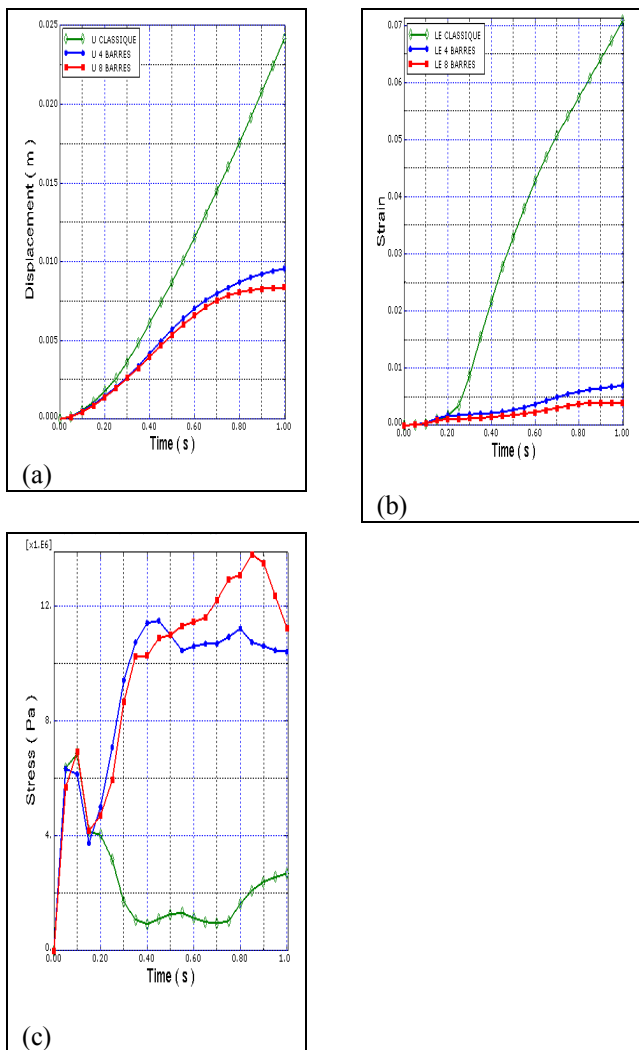 0.025
0.020
0.015
0.010
0.005
0.000
Displacement ( m )
U CLASSIQUE
U 4 BARRES
U 8 BARRES
0.00 0.20 0.40 0.60 0.80 1.00
Time ( s )
(a)
0.07
0.06
0.05
0.04
0.03
0.02
0.01
0.00
Strain
LE CLASSIQUE
LE 4 BARRES
LE 8 BARRES
0.00 0.20 0.40 0.60 0.80 1.00
Time ( s )
(b)
[x1.E6]
12.
8.
4.
0.
Stress ( Pa )
0.00 0.20 0.40 0.60 0.80 1.0
Time ( s )
(c)